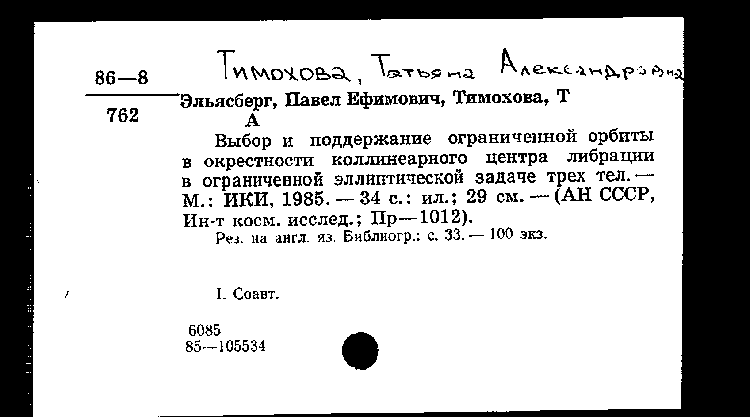 Тимохова, Татьяна Александровна
86—8
762
Эльясберг, Павел Ефимович, Тимохова, Т
А
Выбор и поддержание ограниченной орбиты
в окрестности коллинеарного центра либрации
в ограниченной эллиптической задаче трех тел. —
М.: ИКИ, 1985. — 34 с.: ил.; 29 см. — (АН СССР,
Ин-т косм. исслед.; Пр—1012).
Рез. на англ. яз. Библиогр.: с. 33. — 100 экз.
I. Соавт.
6085
85—105534